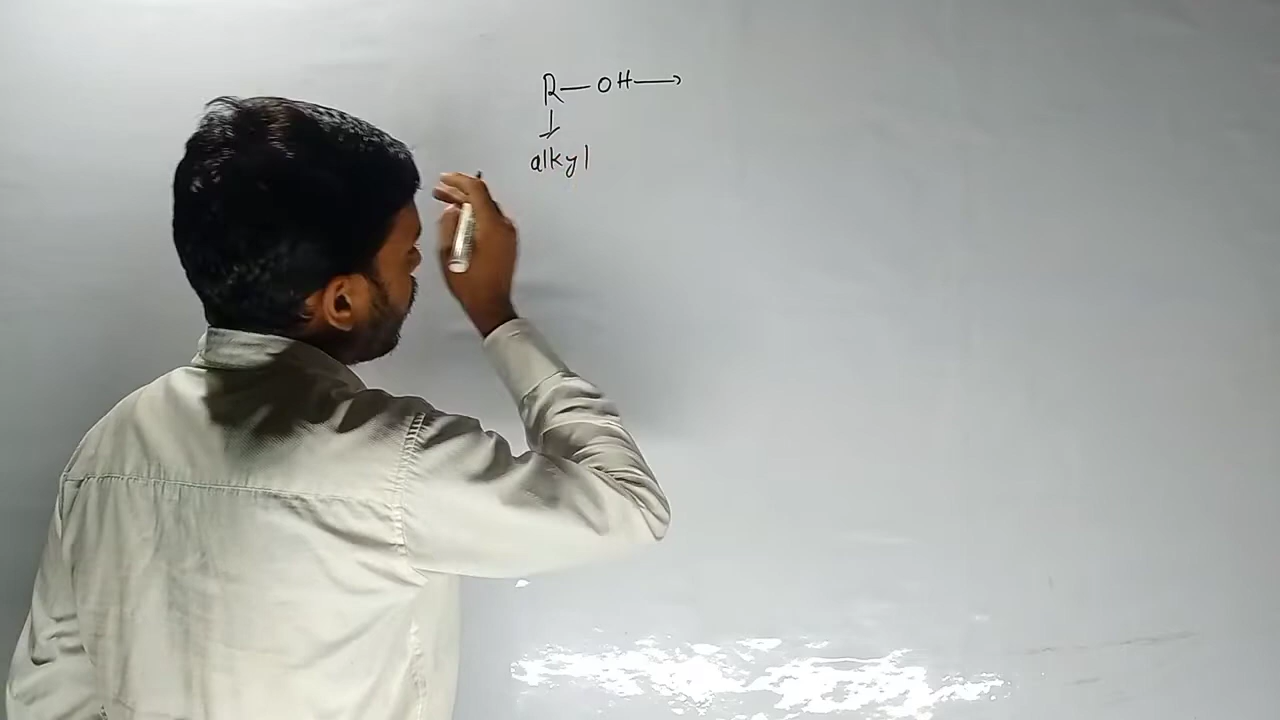 R — OH →
↓
alkyl